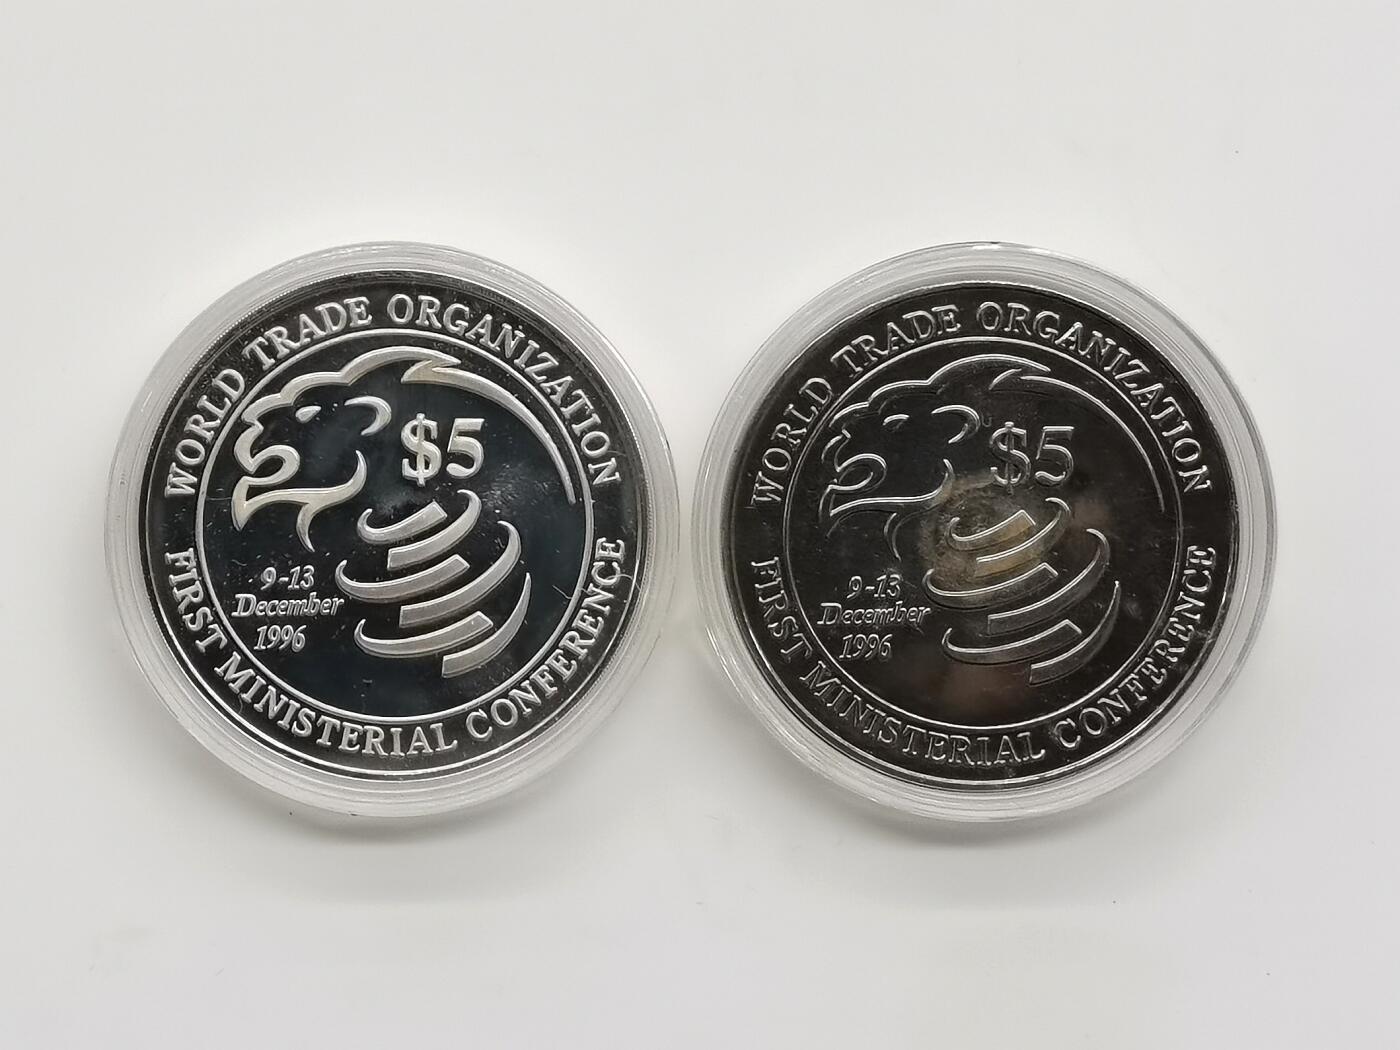 WORLD TRADE ORGANIZATION
$5
9-13
December
1996
FIRST MINISTERIAL CONFERENCE
WORLD TRADE ORGANIZATION
$5
9-13
December
1996
FIRST MINISTERIAL CONFERENCE